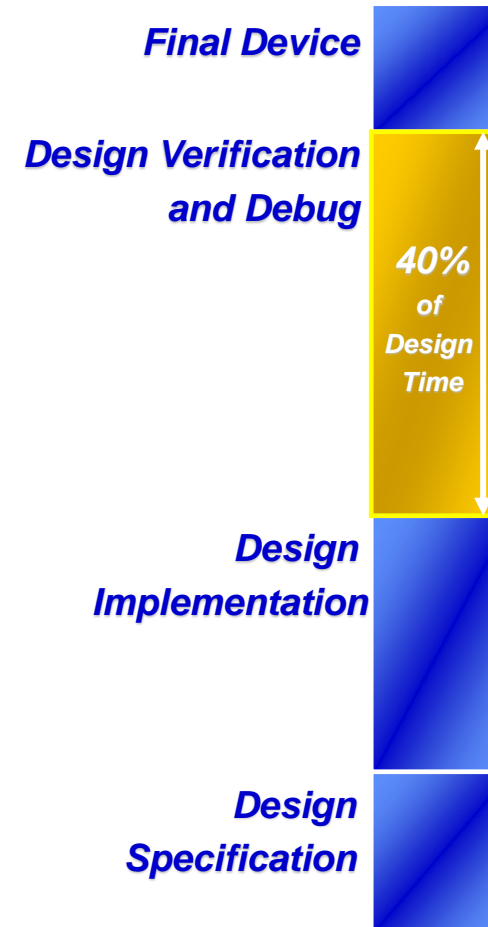 Final Device
Design Verification
and Debug
40%
of
Design
Time
Design
Implementation
Design
Specification